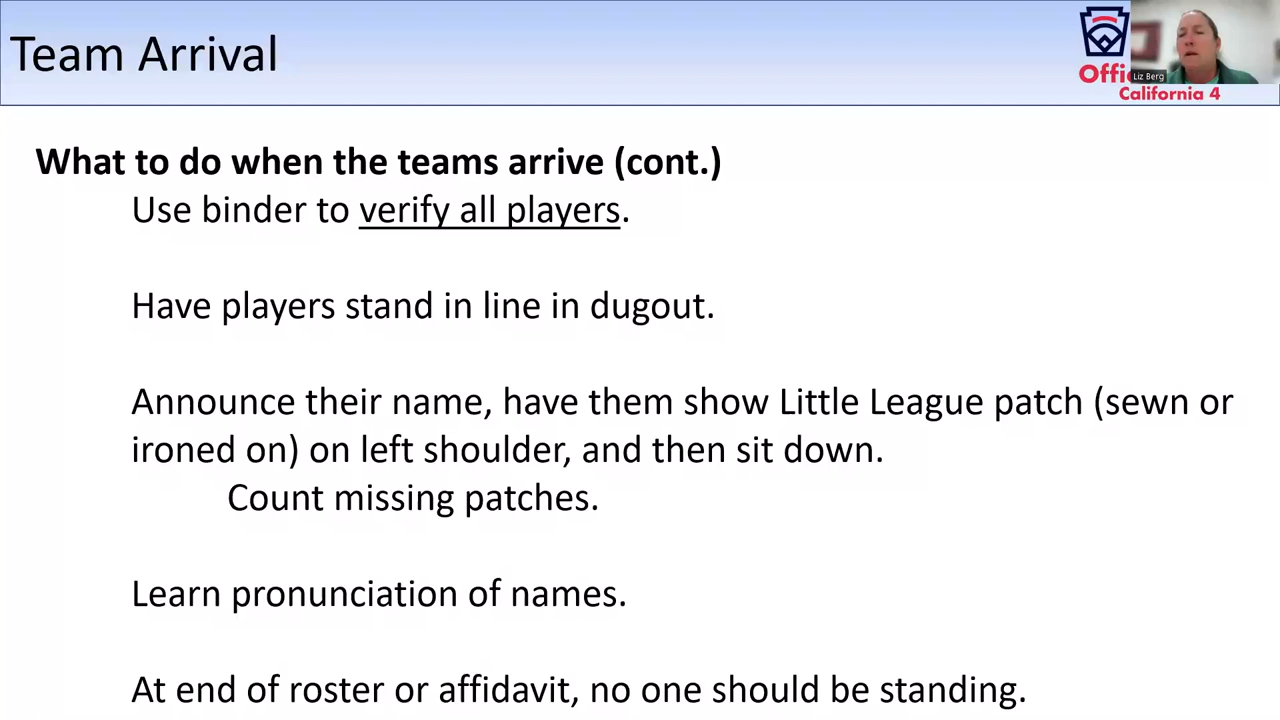 Team Arrival
Offi
Liz Berg
California 4
What to do when the teams arrive (cont.)
Use binder to verify all players.
Have players stand in line in dugout.
Announce their name, have them show Little League patch (sewn or
ironed on) on left shoulder, and then sit down.
Count missing patches.
Learn pronunciation of names.
At end of roster or affidavit, no one should be standing.